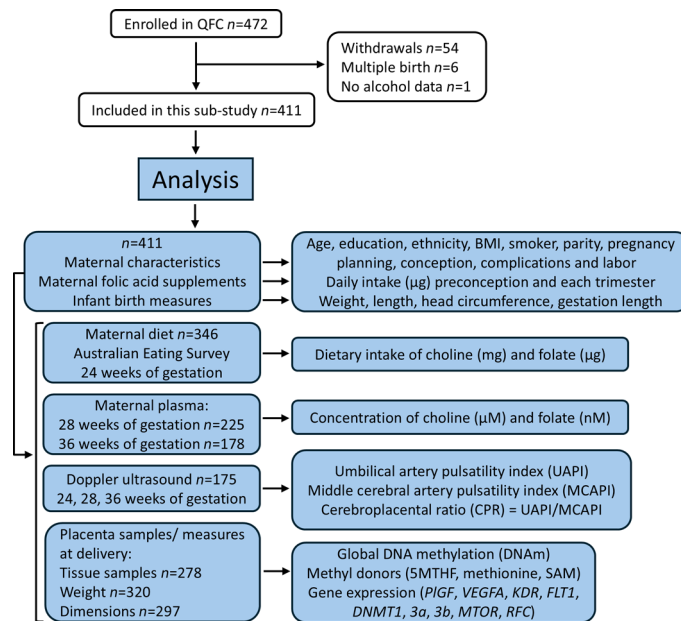 Enrolled in QFC n=472
Withdrawals n=54
Multiple birth n=6
No alcohol data n=1
Included in this sub-study n=411
Analysis
n=411
Maternal characteristics
Maternal folic acid supplements
Infant birth measures
Age, education, ethnicity, BMI, smoker, parity, pregnancy
planning, conception, complications and labor
Daily intake (µg) preconception and each trimester
Weight, length, head circumference, gestation length
Maternal diet n=346
Australian Eating Survey
24 weeks of gestation
Dietary intake of choline (mg) and folate (µg)
Maternal plasma:
28 weeks of gestation n=225
36 weeks of gestation n=178
Concentration of choline (µM) and folate (nM)
Doppler ultrasound n=175
24, 28, 36 weeks of gestation
Umbilical artery pulsatility index (UAPI)
Middle cerebral artery pulsatility index (MCAPI)
Cerebroplacental ratio (CPR) = UAPI/MCAPI
Placenta samples/ measures
at delivery:
Tissue samples n=278
Weight n=320
Dimensions n=297
Global DNA methylation (DNAm)
Methyl donors (5MTHF, methionine, SAM)
Gene expression (PlGF, VEGFA, KDR, FLT1,
DNMT1, 3a, 3b, MTOR, RFC)